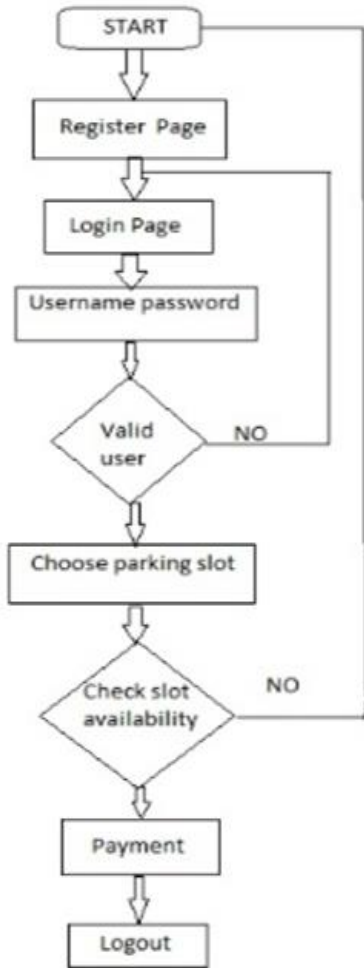 START
Register Page
Login Page
Username password
Valid
user
NO
Choose parking slot
Check slot
availability
NO
Payment
Logout